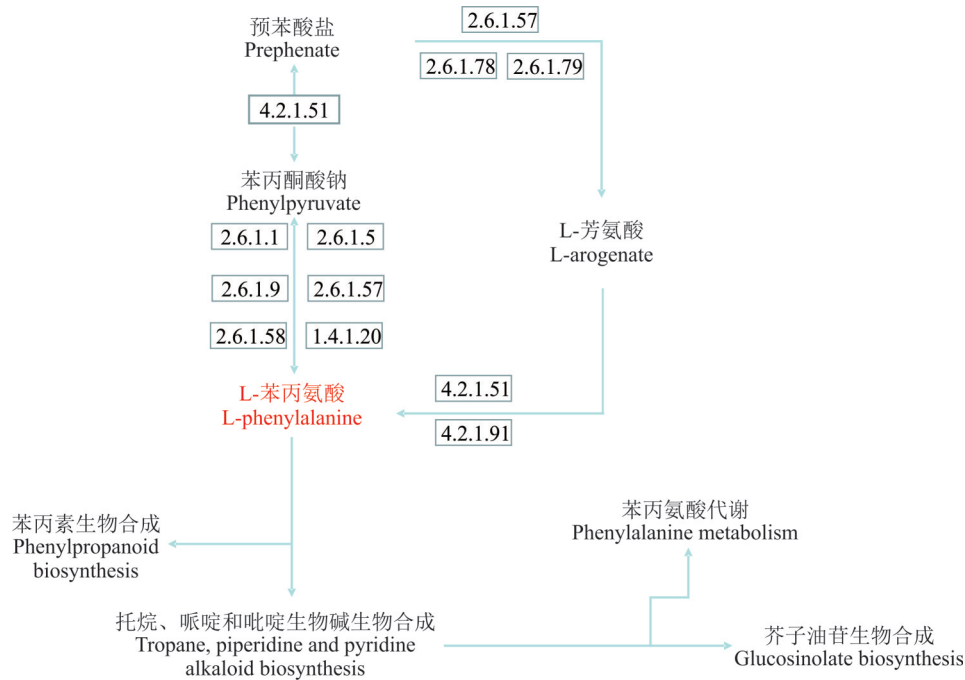 预苯酸盐
Prephenate
2.6.1.57
2.6.1.78
2.6.1.79
4.2.1.51
苯丙酮酸钠
Phenylpyruvate
2.6.1.1
2.6.1.5
L-芳氨酸
L-arogenate
2.6.1.9
2.6.1.57
2.6.1.58
1.4.1.20
L-苯丙氨酸
L-phenylalanine
4.2.1.51
4.2.1.91
苯丙素生物合成
Phenylpropanoid
biosynthesis
苯丙氨酸代谢
Phenylalanine metabolism
托烷、哌啶和吡啶生物碱生物合成
Tropane, piperidine and pyridine
alkaloid biosynthesis
芥子油苷生物合成
Glucosinolate biosynthesis